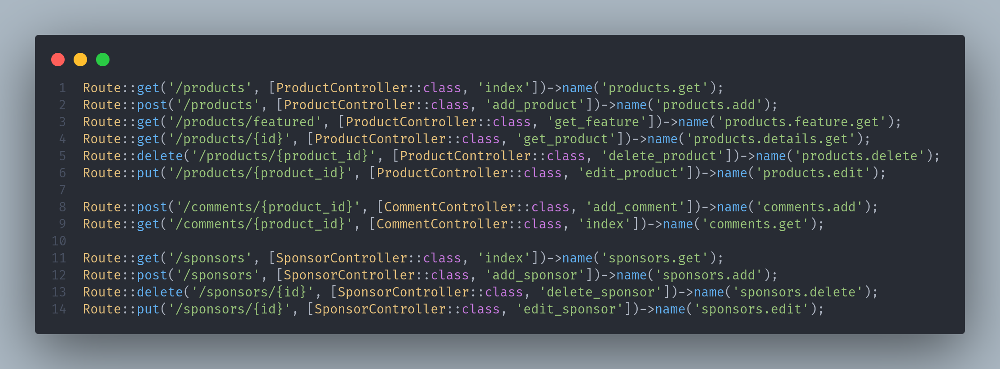 1 Route::get('/products', [ProductController::class, 'index'])->name('products.get');
2 Route::post('/products', [ProductController::class, 'add_product'])->name('products.add');
3 Route::get('/products/featured', [ProductController::class, 'get_feature'])->name('products.feature.get');
4 Route::get('/products/{id}', [ProductController::class, 'get_product'])->name('products.details.get');
5 Route::delete('/products/{product_id}', [ProductController::class, 'delete_product'])->name('products.delete');
6 Route::put('/products/{product_id}', [ProductController::class, 'edit_product'])->name('products.edit');
7
8 Route::post('/comments/{product_id}', [CommentController::class, 'add_comment'])->name('comments.add');
9 Route::get('/comments/{product_id}', [CommentController::class, 'index'])->name('comments.get');
10
11 Route::get('/sponsors', [SponsorController::class, 'index'])->name('sponsors.get');
12 Route::post('/sponsors', [SponsorController::class, 'add_sponsor'])->name('sponsors.add');
13 Route::delete('/sponsors/{id}', [SponsorController::class, 'delete_sponsor'])->name('sponsors.delete');
14 Route::put('/sponsors/{id}', [SponsorController::class, 'edit_sponsor'])->name('sponsors.edit');